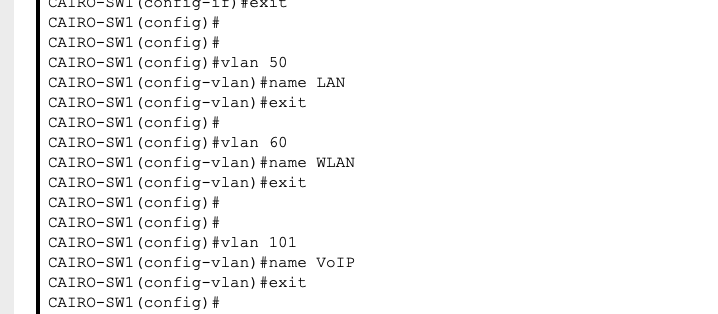 CAIRO-SW1(config-if)#exit
CAIRO-SW1(config)#
CAIRO-SW1(config)#
CAIRO-SW1(config)#vlan 50
CAIRO-SW1(config-vlan)#name LAN
CAIRO-SW1(config-vlan)#exit
CAIRO-SW1(config)#
CAIRO-SW1(config)#vlan 60
CAIRO-SW1(config-vlan)#name WLAN
CAIRO-SW1(config-vlan)#exit
CAIRO-SW1(config)#
CAIRO-SW1(config)#
CAIRO-SW1(config)#vlan 101
CAIRO-SW1(config-vlan)#name VoIP
CAIRO-SW1(config-vlan)#exit
CAIRO-SW1(config)#